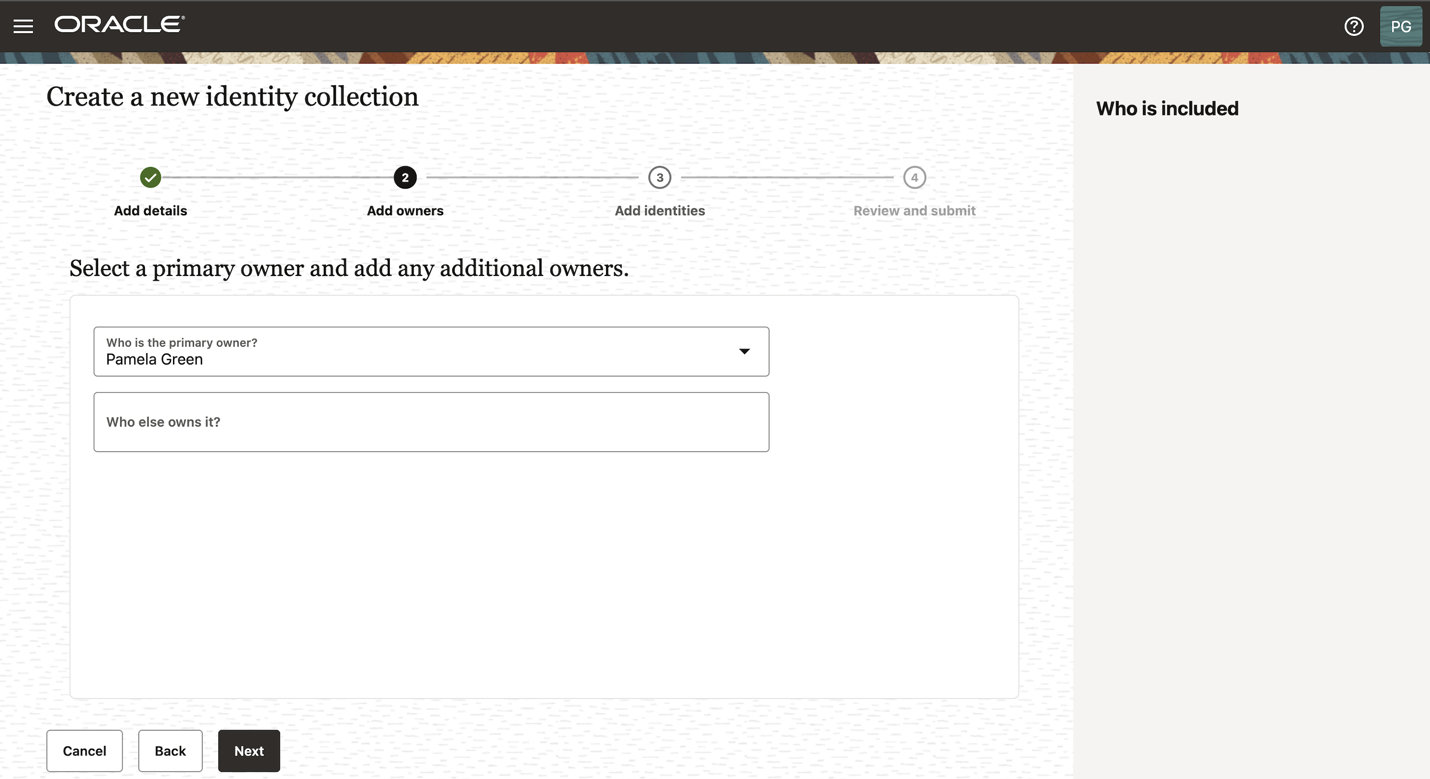 ORACLE®
PG
Create a new identity collection
Who is included
2
3
4
Add details
Add owners
Add identities
Review and submit
Select a primary owner and add any additional owners.
Who is the primary owner?
Pamela Green
Who else owns it?
Cancel
Back
Next